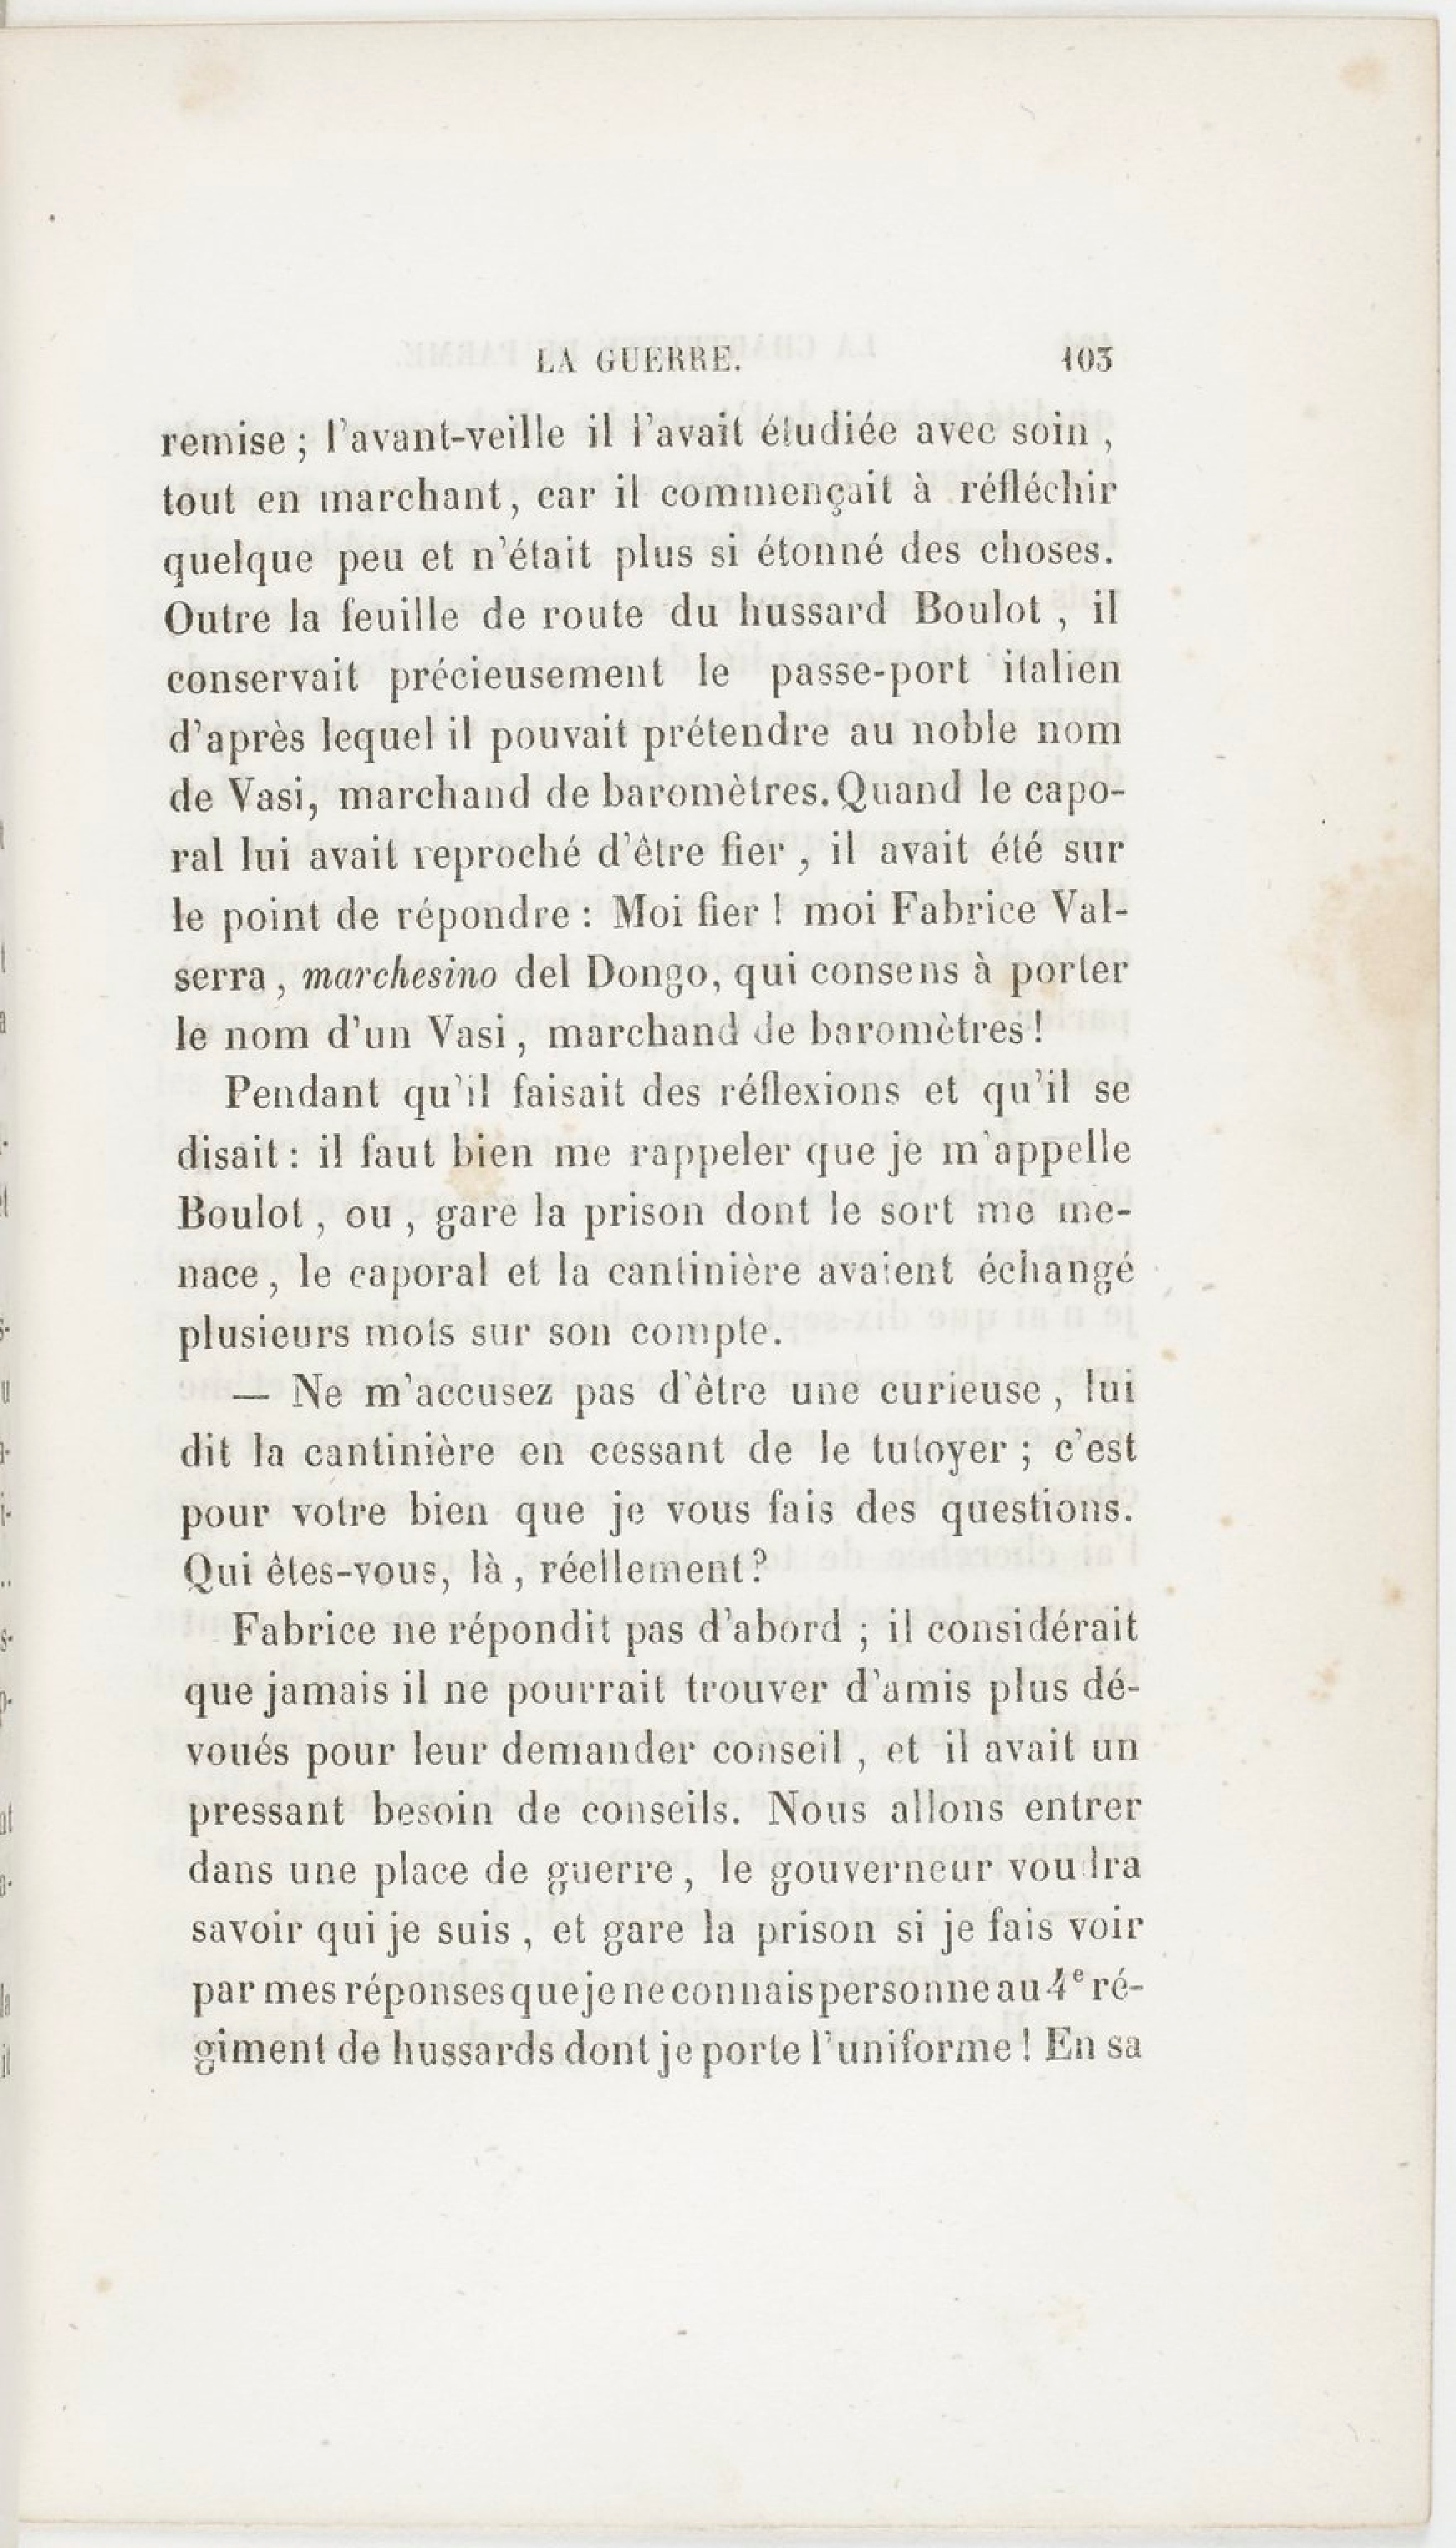 LA GUERRE. 103
remise ; l'avant-veille il l'avait étudiée avec soin ,
tout en marchant, car il commençait à réfléchir
quelque peu et n'était plus si étonné des choses.
Outre la feuille de route du hussard Boulot , il
conservait précieusement le passe-port italien
d'après lequel il pouvait prétendre au noble nom
de Vasi, marchand de baromètres. Quand le capo-
ral lui avait reproché d'être fier , il avait été sur
le point de répondre : Moi fier ! moi Fabrice Val-
serra , marchesino del Dongo, qui consens à porter
le nom d'un Vasi , marchand de baromètres !
Pendant qu'il faisait des réflexions et qu'il se
disait : il faut bien me rappeler que je m'appelle
Boulot , ou , gare la prison dont le sort me me-
nace , le caporal et la cantinière avaient échangé
plusieurs mots sur son compte.
— Ne m'accusez pas d'être une curieuse , lui
dit la cantinière en cessant de le tutoyer ; c'est
pour votre bien que je vous fais des questions.
Qui êtes-vous, là , réellement ?
Fabrice ne répondit pas d'abord ; il considérait
que jamais il ne pourrait trouver d'amis plus dé-
voués pour leur demander conseil , et il avait un
pressant besoin de conseils. Nous allons entrer
dans une place de guerre , le gouverneur voudra
savoir qui je suis , et gare la prison si je fais voir
par mes réponses que je ne connais personne au 4e ré-
giment de hussards dont je porte l'uniforme ! En sa